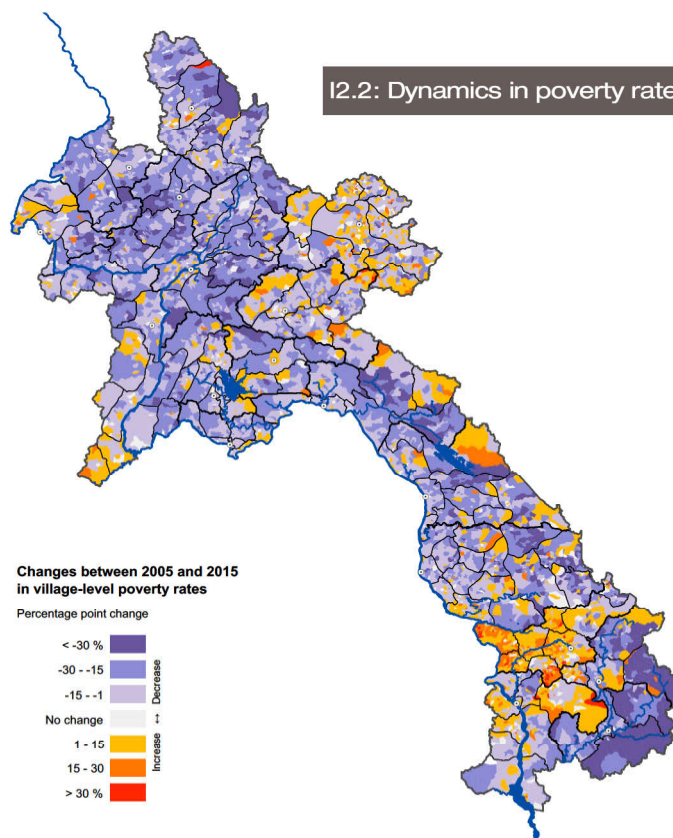 I2.2: Dynamics in poverty rate
Changes between 2005 and 2015
in village-level poverty rates
Percentage point change
< -30 %
-30 - -15
-15 - -1
No change
1 - 15
15 - 30
> 30 %
Decrease
↔
Increase